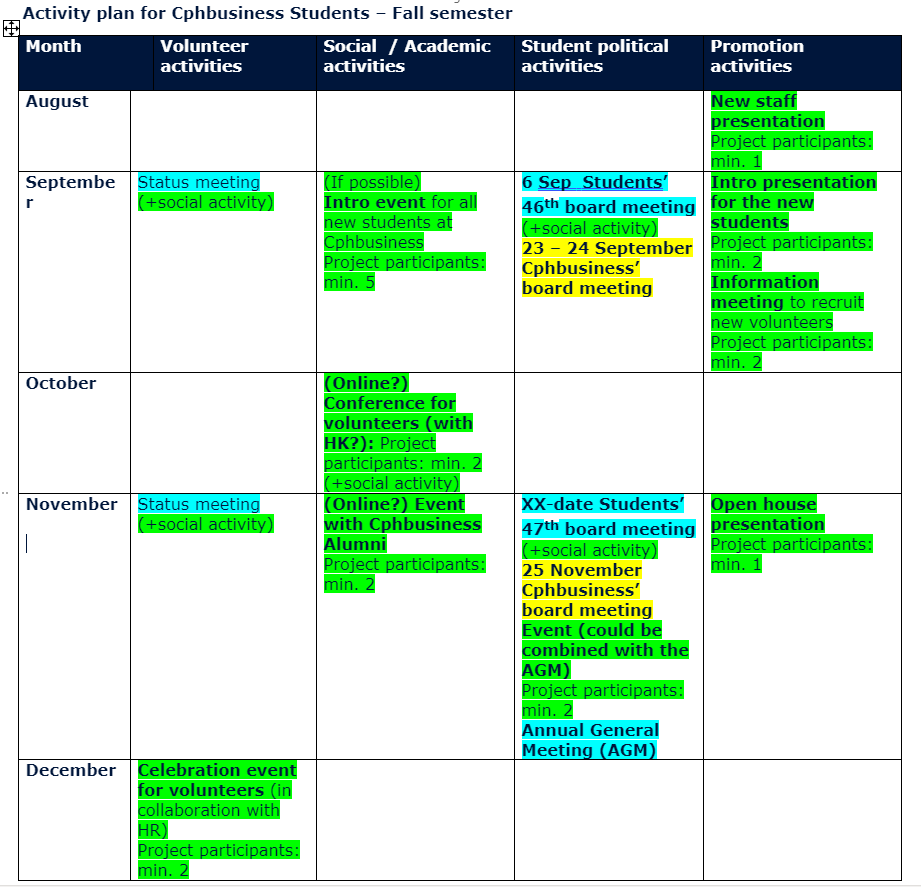 Activity plan for Cphbusiness Students – Fall semester
Month
Volunteer
activities
Social / Academic
activities
Student political
activities
Promotion
activities
August
New staff
presentation
Project participants:
min. 1
Septembe
r
Status meeting
(+social activity)
(If possible)
Intro event for all
new students at
Cphbusiness
Project participants:
min. 5
6 Sep Students’
46th board meeting
(+social activity)
23 – 24 September
Cphbusiness’
board meeting
Intro presentation
for the new
students
Project participants:
min. 2
Information
meeting to recruit
new volunteers
Project participants:
min. 2
October
(Online?)
Conference for
volunteers (with
HK?): Project
participants: min. 2
(+social activity)
November
Status meeting
(+social activity)
(Online?) Event
with Cphbusiness
Alumni
Project participants:
min. 2
XX-date Students’
47th board meeting
(+social activity)
25 November
Cphbusiness’
board meeting
Event (could be
combined with the
AGM)
Project participants:
min. 2
Annual General
Meeting (AGM)
Open house
presentation
Project participants:
min. 1
December
Celebration event
for volunteers (in
collaboration with
HR)
Project participants:
min. 2